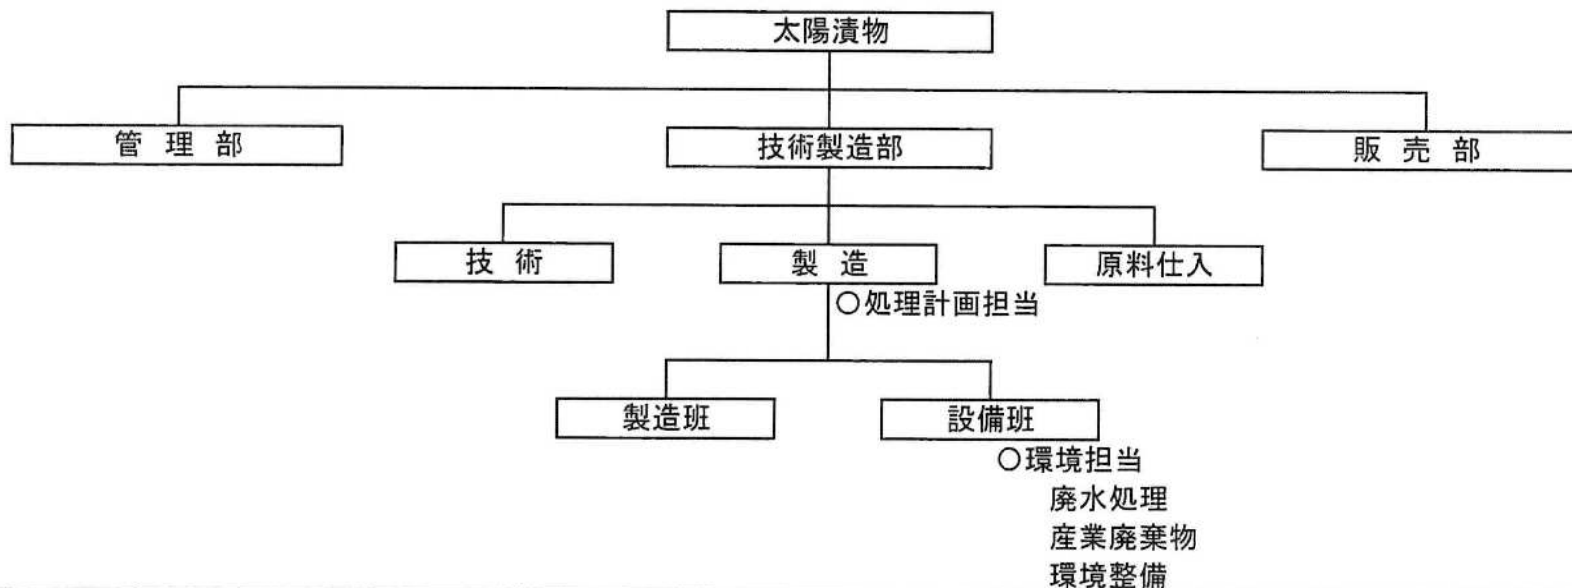 太陽漬物
管理部
技術製造部
販売部
技術
製造
原料仕入
○処理計画担当
製造班
設備班
○環境担当
廃水処理
産業廃棄物
環境整備